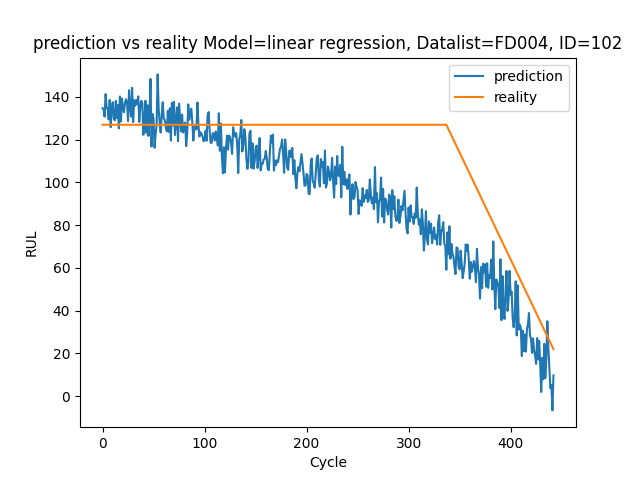 prediction vs reality Model=linear regression, Datalist=FD004, ID=102
prediction
reality
140
120
100
80
60
40
20
0
RUL
0
100
200
300
400
Cycle